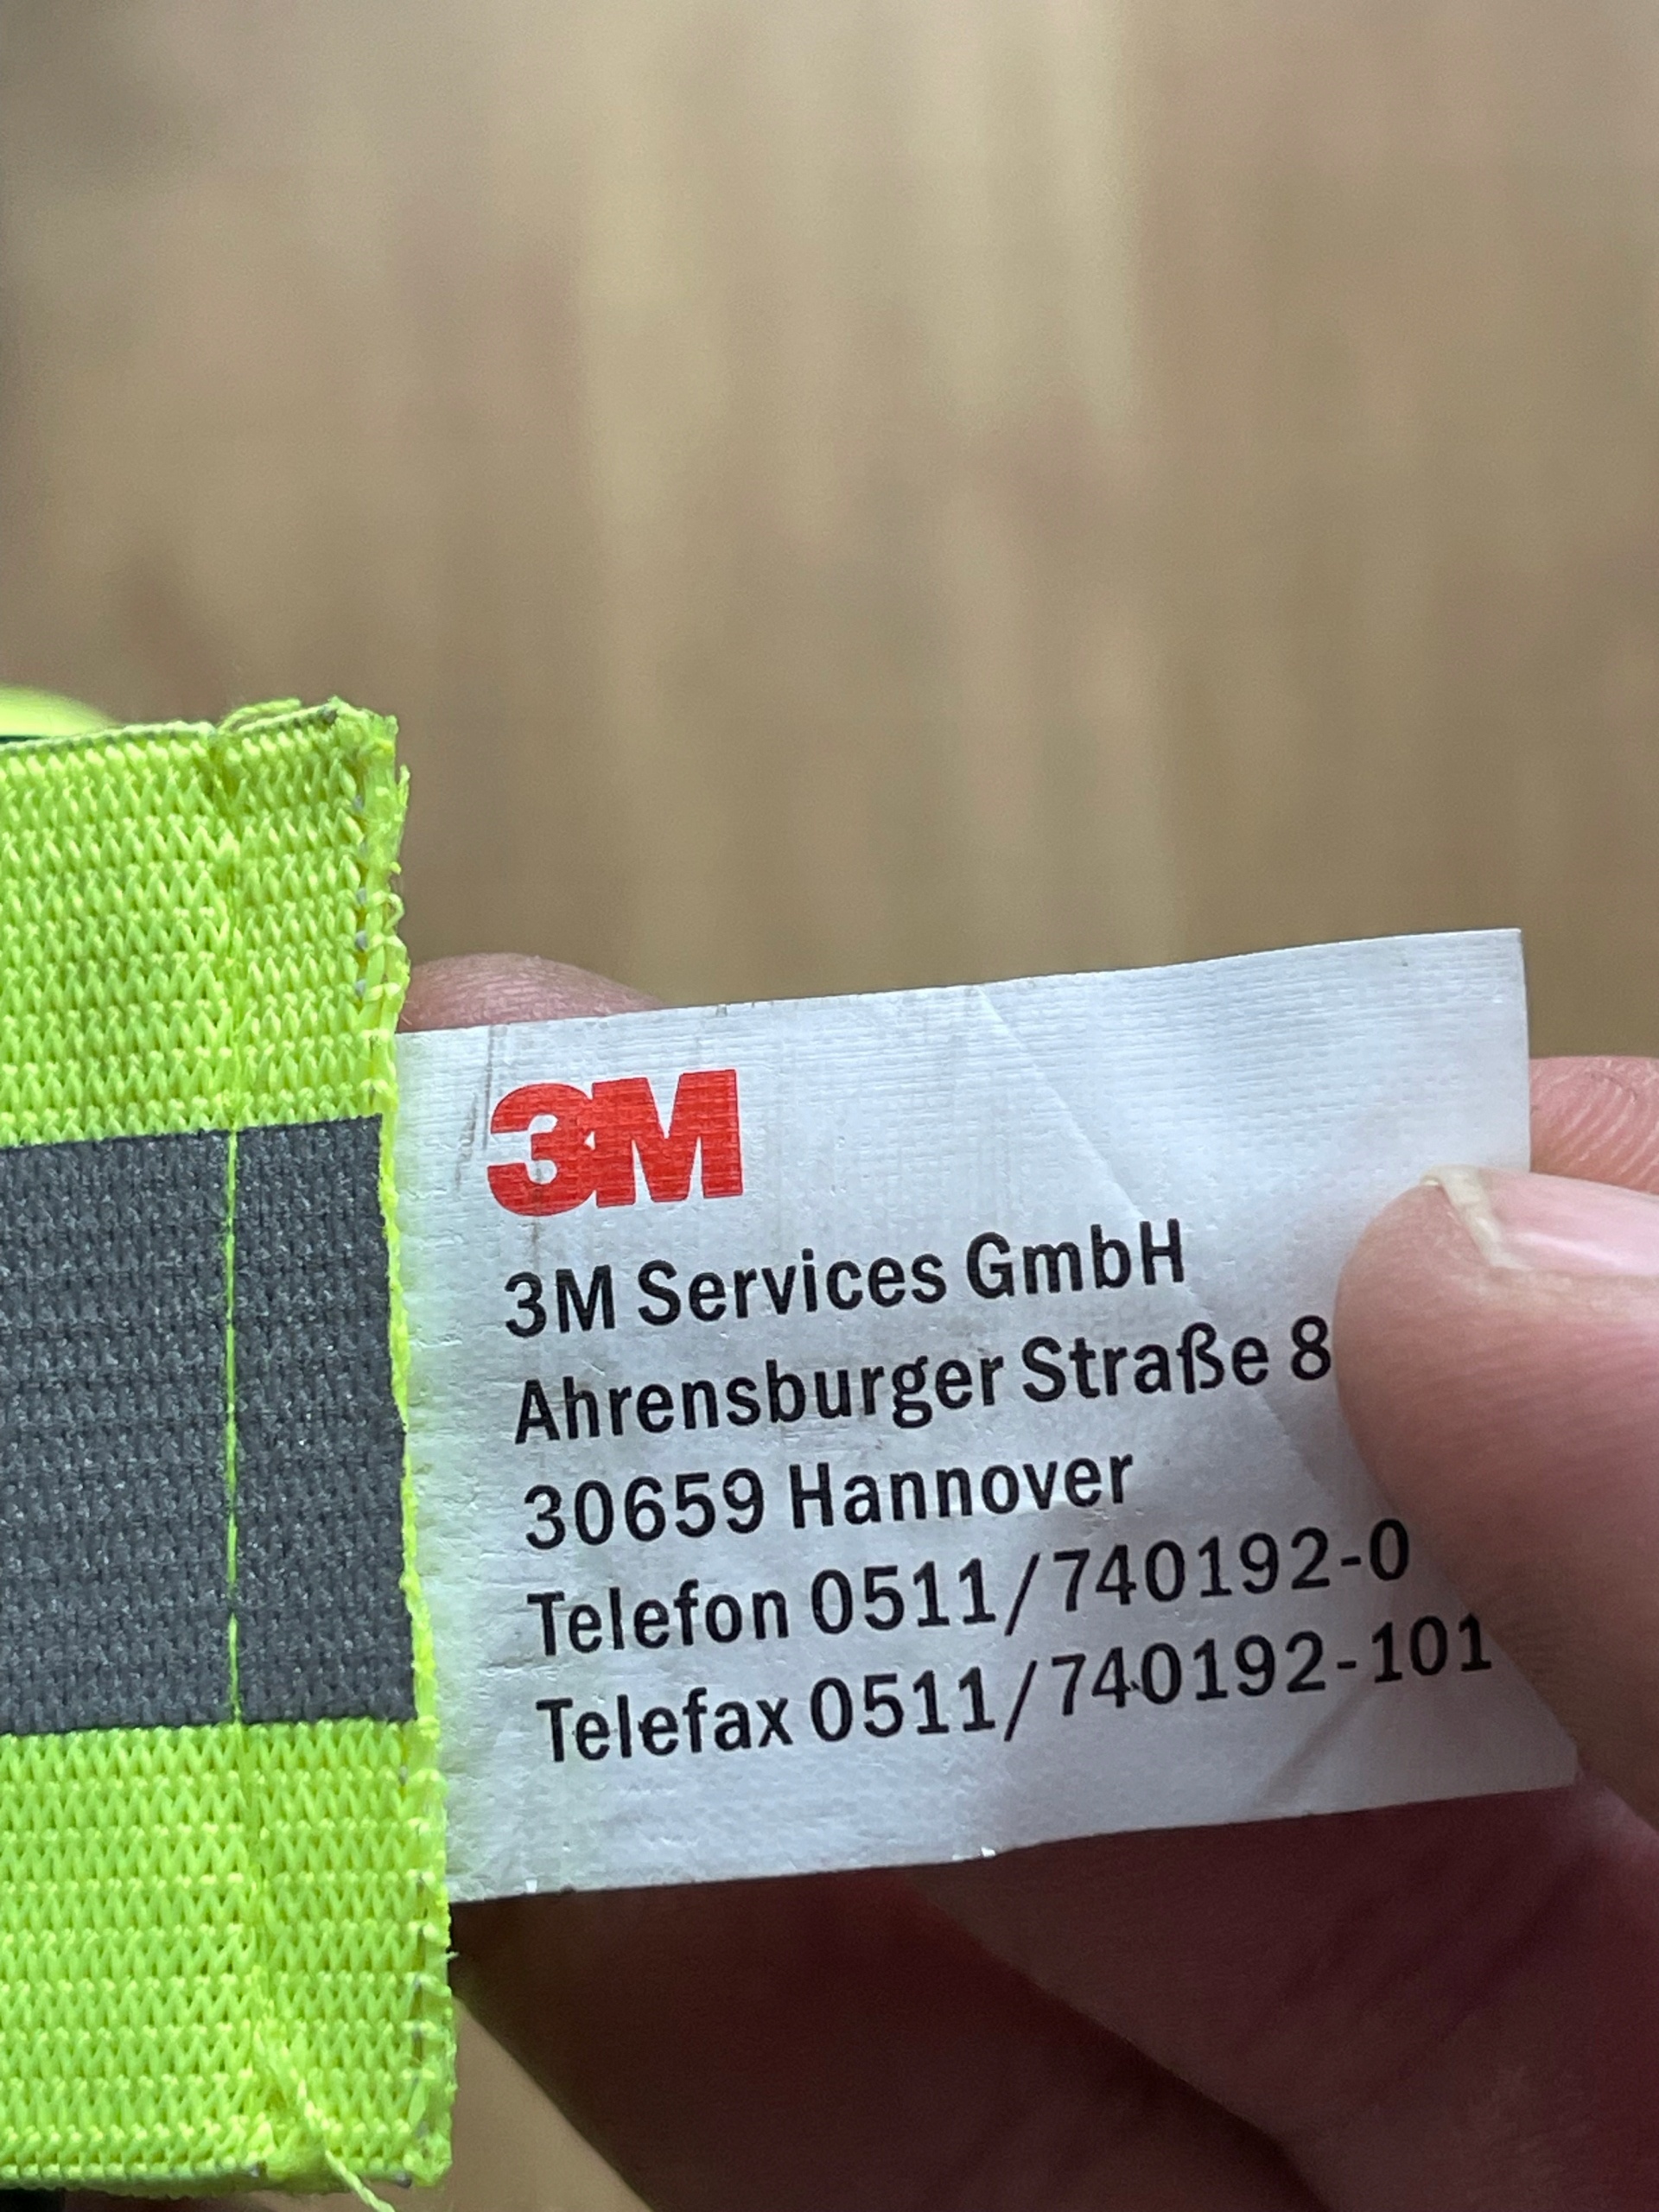 3M
3M Services GmbH
Ahrensburger Straße 8
30659 Hannover
Telefon 0511/740192-0
Telefax 0511/740192-101